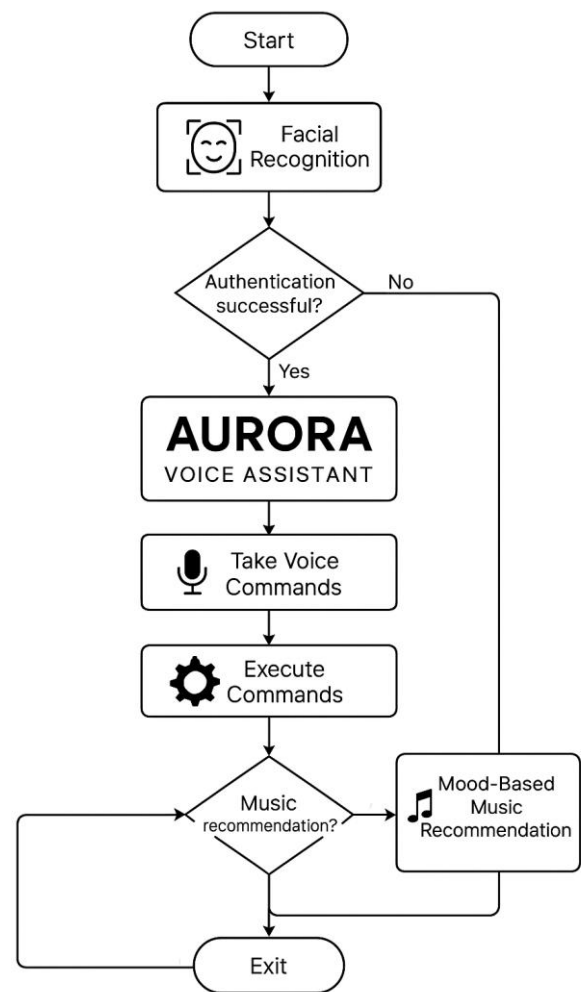 Start
Facial
Recognition
Authentication
successful?
No
Yes
AURORA
VOICE ASSISTANT
Take Voice
Commands
Execute
Commands
Music
recommendation?
Mood-Based
Music
Recommendation
Exit